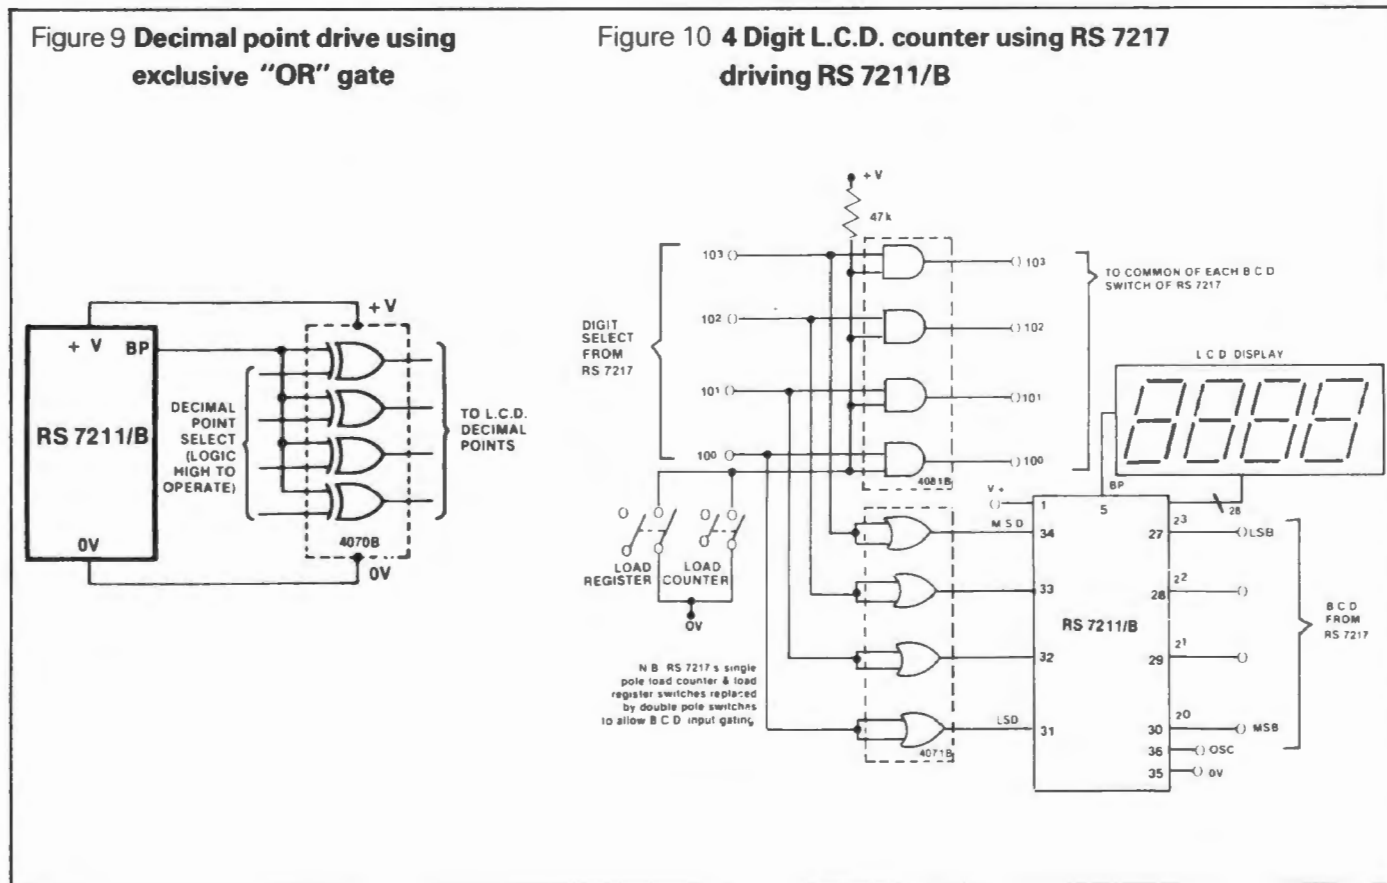 Figure 9 Decimal point drive using
exclusive "OR" gate
+ V
+ V BP
RS 7211/B
0V
DECIMAL
POINT
SELECT
(LOGIC
HIGH TO
OPERATE)
4070B
0V
TO L.C.D.
DECIMAL
POINTS
Figure 10 4 Digit L.C.D. counter using RS 7217
driving RS 7211/B
+ V
47k
DIGIT
SELECT
FROM
RS 7217
10³
10²
10¹
10⁰
4081B
10³
10²
10¹
10⁰
TO COMMON OF EACH B C D
SWITCH OF RS 7217
L C D DISPLAY
LOAD
REGISTER
LOAD
COUNTER
0V
N B RS 7217's single
pole load counter & load
register switches replaced
by double pole switches
to allow B C D input gating
4071B
V +
MSD
LSD
BP
1
5
28
34
33
32
31
RS 7211/B
27 2³ LSB
28 2²
29 2¹
30 2⁰ MSB
36 OSC
35 0V
B C D
FROM
RS 7217